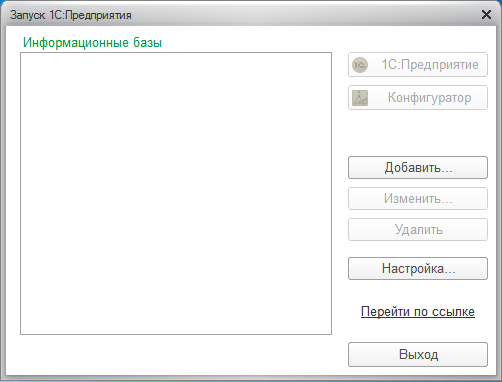 Запуск 1С:Предприятия
Информационные базы
1С:Предприятие
Конфигуратор
Добавить...
Изменить...
Удалить
Настройка...
Перейти по ссылке
Выход